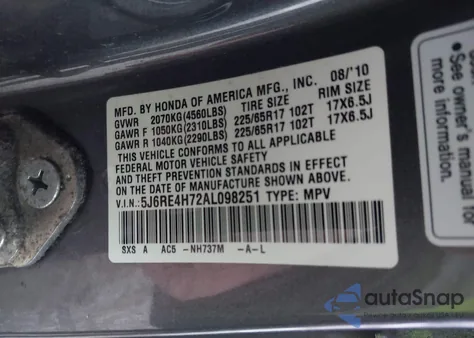 MFD. BY HONDA OF AMERICA MFG., INC. 08/'10
GVWR 2070KG(4560LBS) TIRE SIZE RIM SIZE
GAWR F 1050KG(2310LBS) 225/65R17 102T 17X6.5J
GAWR R 1040KG(2290LBS) 225/65R17 102T 17X6.5J
THIS VEHICLE CONFORMS TO ALL APPLICABLE
FEDERAL MOTOR VEHICLE SAFETY, BUMPER, AND
THEFT PREVENTION STANDARDS IN EFFECT ON
THE DATE OF MANUFACTURE SHOWN ABOVE.
V.I.N.: 5J6RE4H72AL098251 TYPE: MPV
SXS A AC5 -NH737M -A-L
• See owner's
more
autoSnap